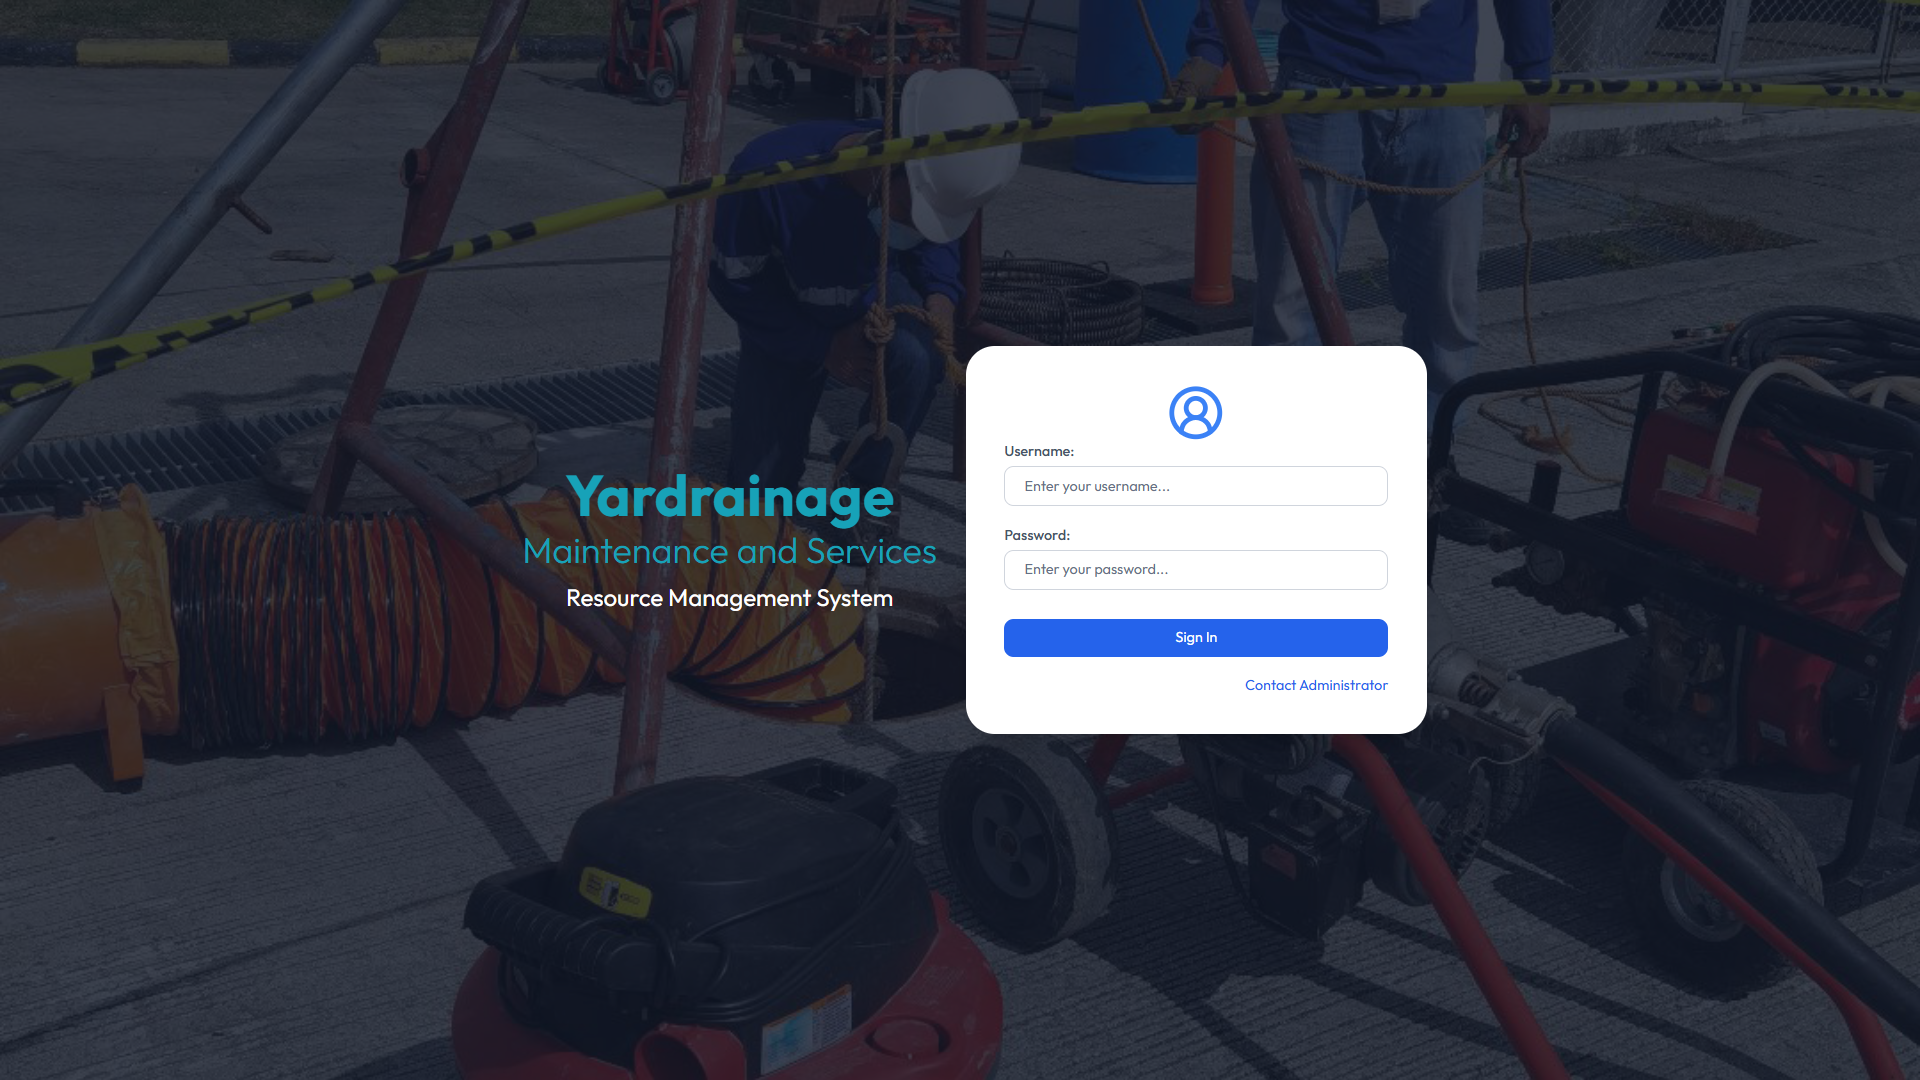 Yardrainage
Maintenance and Services
Resource Management System
Username:
Enter your username...
Password:
Enter your password...
Sign In
Contact Administrator